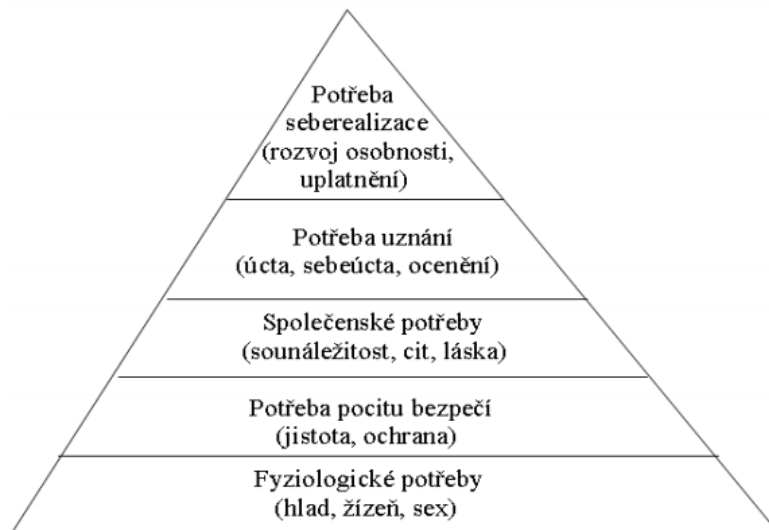 Potřeba
seberealizace
(rozvoj osobnosti,
uplatnění)
Potřeba uznání
(úcta, sebeúcta, ocenění)
Společenské potřeby
(sounáležitost, cit, láska)
Potřeba pocitu bezpečí
(jistota, ochrana)
Fyziologické potřeby
(hlad, žízeň, sex)